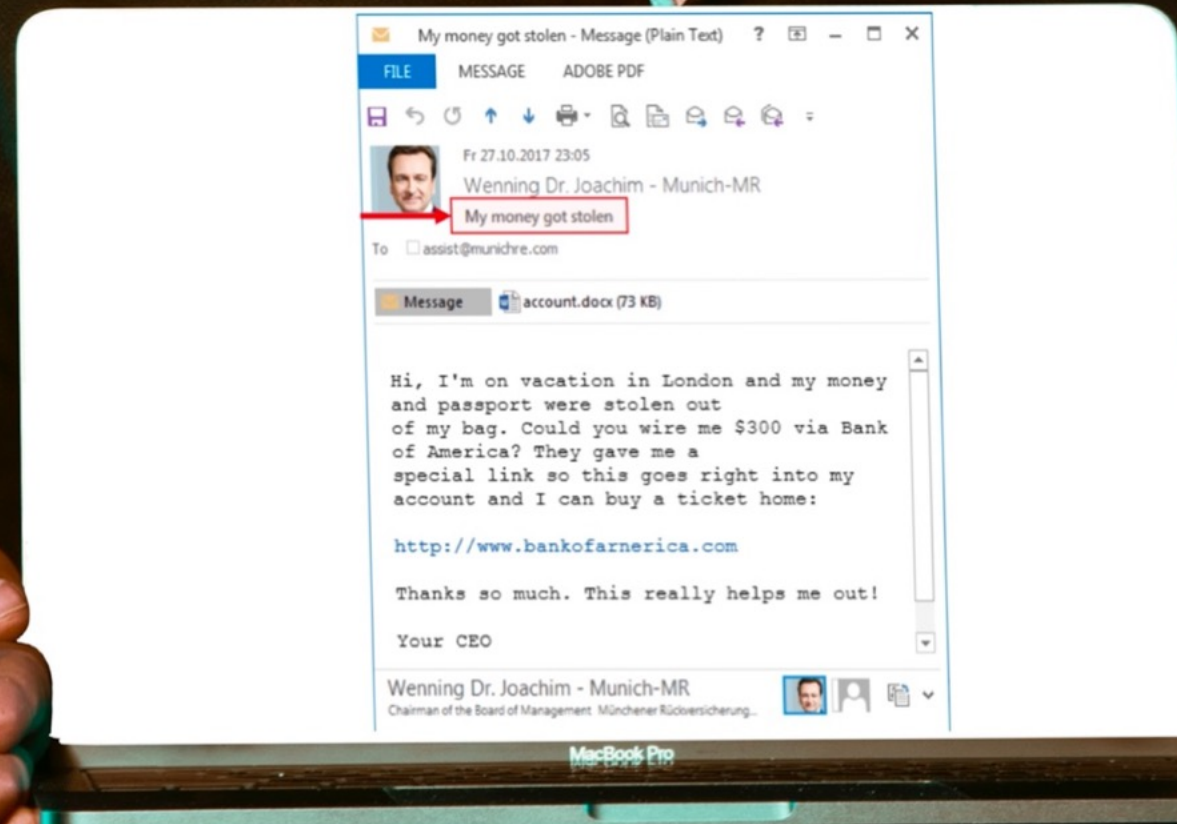 My money got stolen - Message (Plain Text) ?
FILE MESSAGE ADOBE PDF
Fr 27.10.2017 23:05
Wenning Dr. Joachim - Munich-MR
My money got stolen
To assist@munichre.com
Message account.docx (73 KB)
Hi, I'm on vacation in London and my money
and passport were stolen out
of my bag. Could you wire me $300 via Bank
of America? They gave me a
special link so this goes right into my
account and I can buy a ticket home:
http://www.bankofarnerica.com
Thanks so much. This really helps me out!
Your CEO
Wenning Dr. Joachim - Munich-MR
Chairman of the Board of Management Münchener Rückversicherung...
MacBook Pro